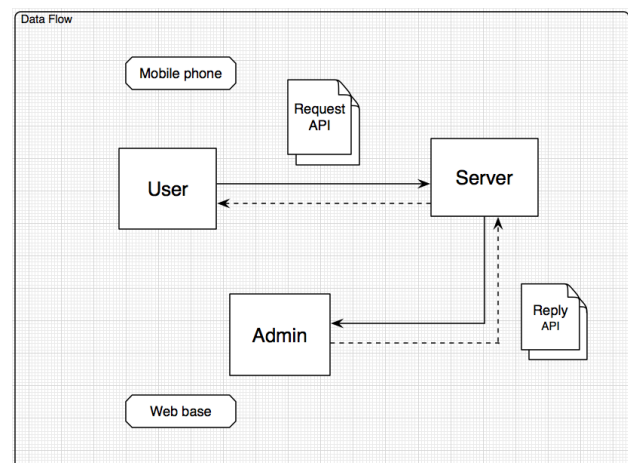 Data Flow
Mobile phone
Request
API
User
Server
Admin
Reply
API
Web base